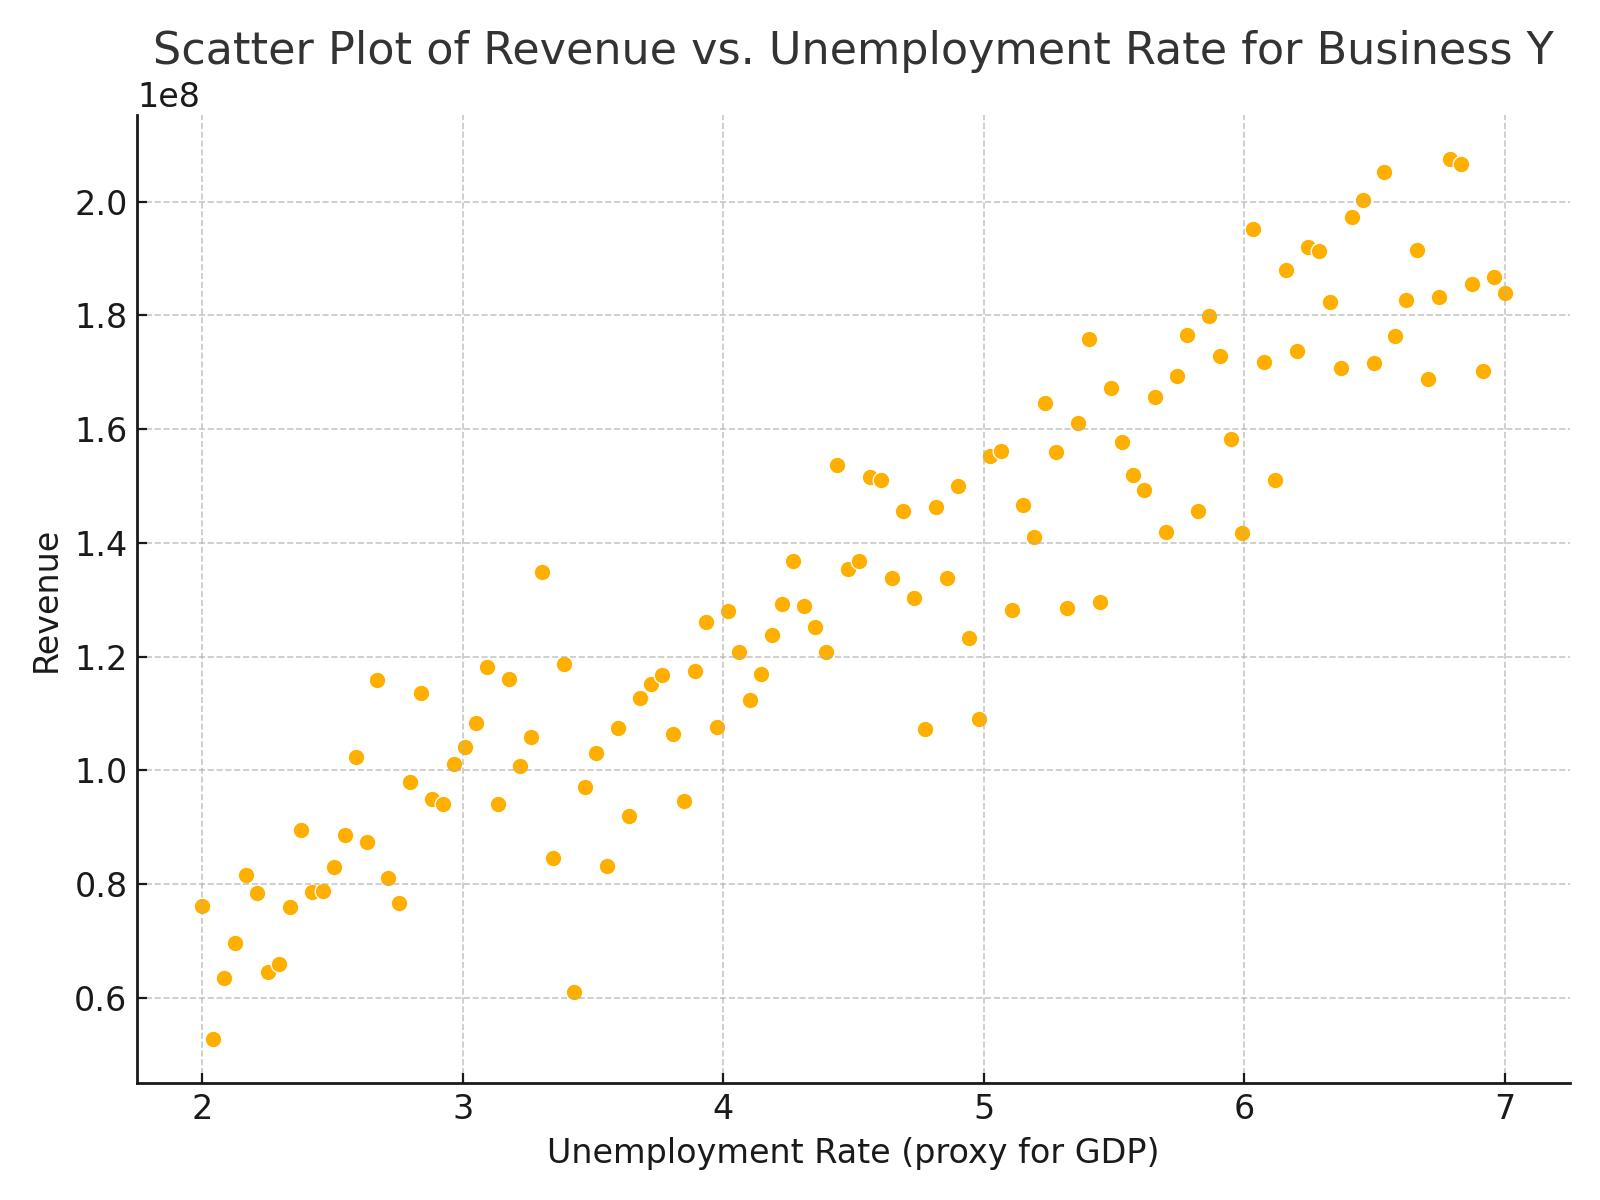 Scatter Plot of Revenue vs. Unemployment Rate for Business Y
1e8
2.0
1.8
1.6
1.4
1.2
1.0
0.8
0.6
Revenue
2 3 4 5 6 7
Unemployment Rate (proxy for GDP)